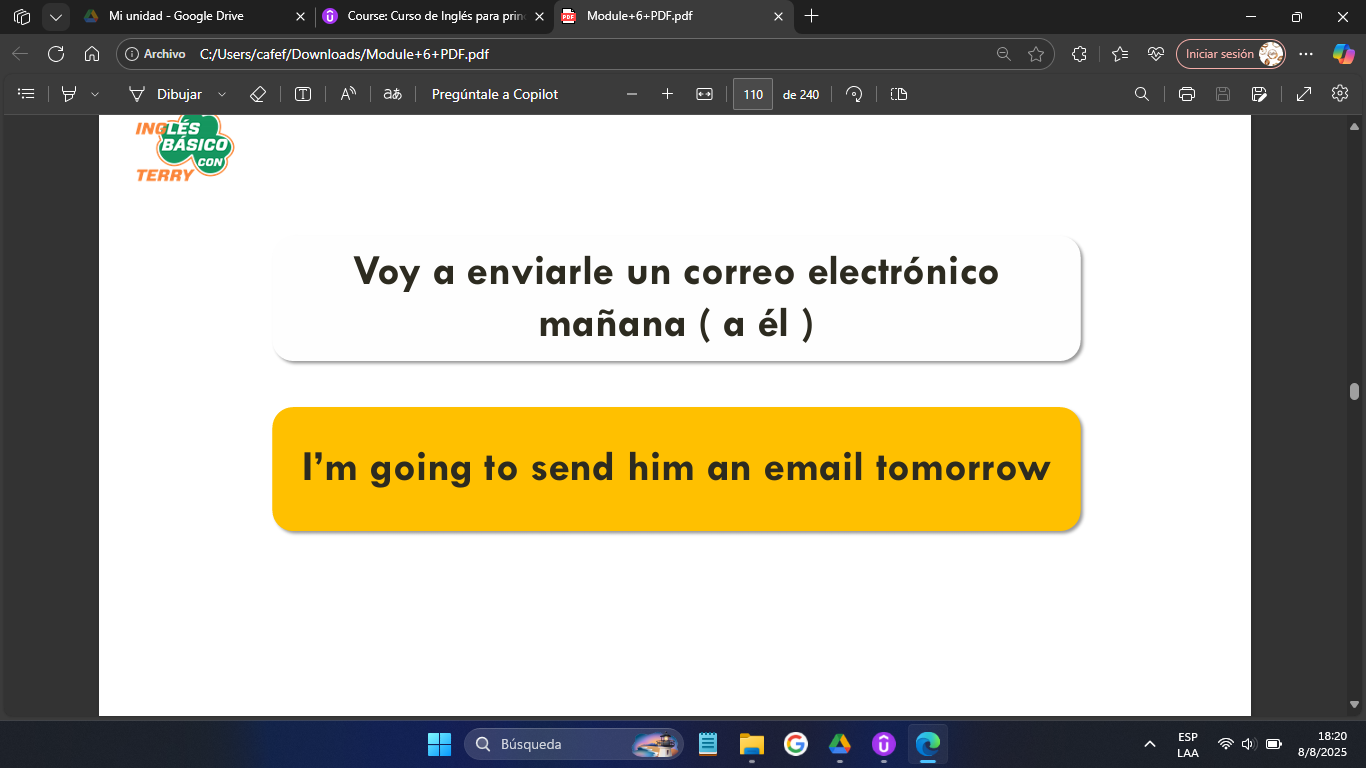 Mi unidad - Google Drive
Course: Curso de Inglés para prin
Module+6+PDF.pdf
Archivo C:/Users/cafef/Downloads/Module+6+PDF.pdf
Iniciar sesión
Dibujar
aあ
Pregúntale a Copilot
110 de 240
INGLÉS
BÁSICO
CON
TERRY
Voy a enviarle un correo electrónico
mañana ( a él )
I’m going to send him an email tomorrow
Búsqueda
ESP
LAA
18:20
8/8/2025